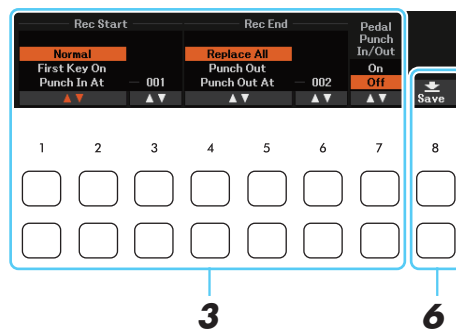 Rec Start
Rec End
Pedal
Punch
In/Out
Normal
First Key On
Punch In At
001
Replace All
Punch Out
Punch Out At
002
On
Off
Save
1 2 3 4 5 6 7 8
3
6